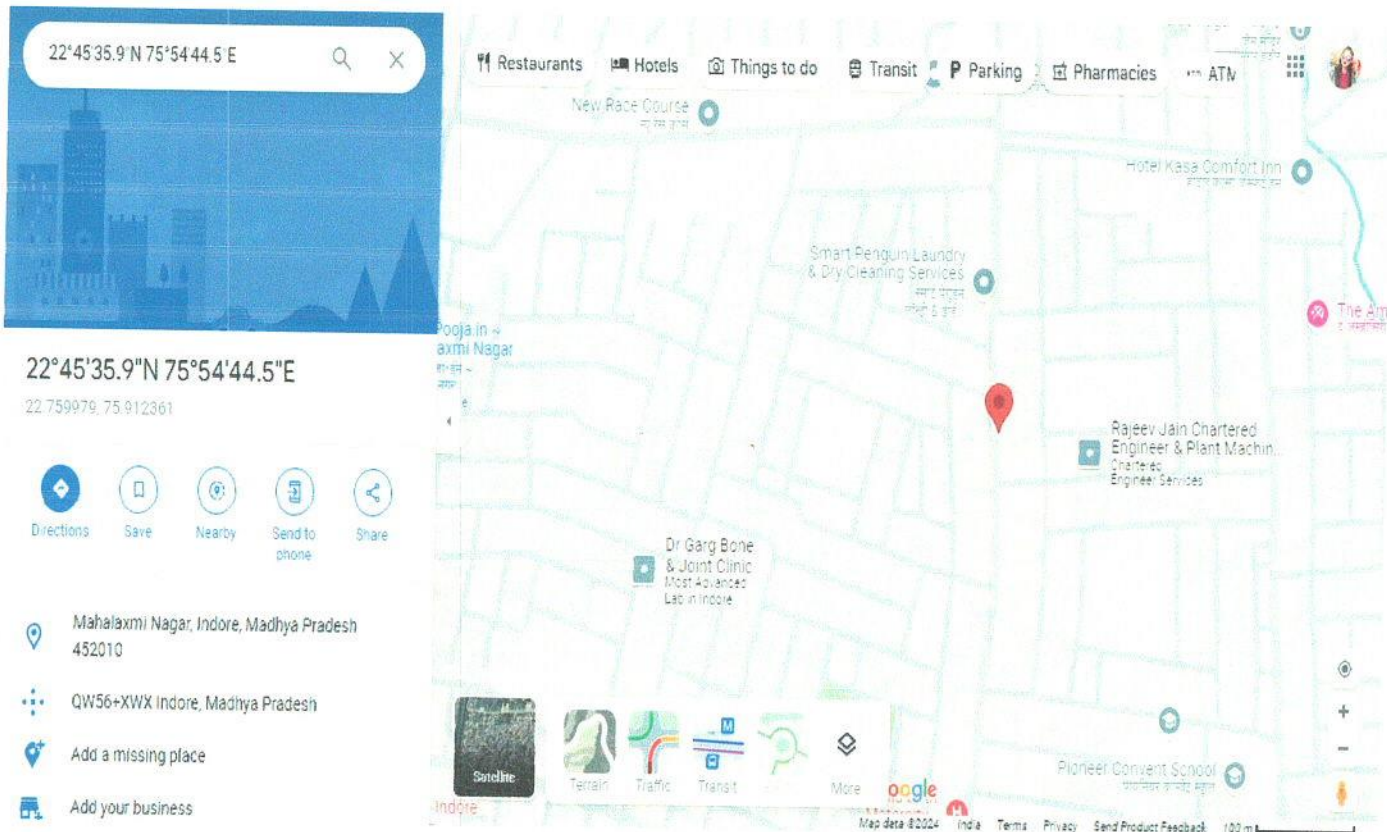 22°45'35.9"N 75°54'44.5"E
22°45'35.9"N 75°54'44.5"E
22.759979, 75.912361
Directions
Save
Nearby
Send to
phone
Share
Mahalaxmi Nagar, Indore, Madhya Pradesh
452010
QW56+XWX Indore, Madhya Pradesh
Add a missing place
Add your business
Restaurants
Hotels
Things to do
Transit
P Parking
Pharmacies
ATM
New Race Course
Hotel Kasa Comfort Inn
Smart Penguin Laundry
& Dry Cleaning Services
Pooja.in ~
axmi Nagar
The Am
Rajeev Jain Chartered
Engineer & Plant Machin...
Chartered
Engineer Services
Dr Garg Bone
& Joint Clinic
Most Advanced
Lab in Indore
Pioneer Convent School
Satellite
Terrain
Traffic
M
Transit
More
Indore
oogle
Map data ©2024
India
Terms
Privacy
Send Product Feedback
100 m